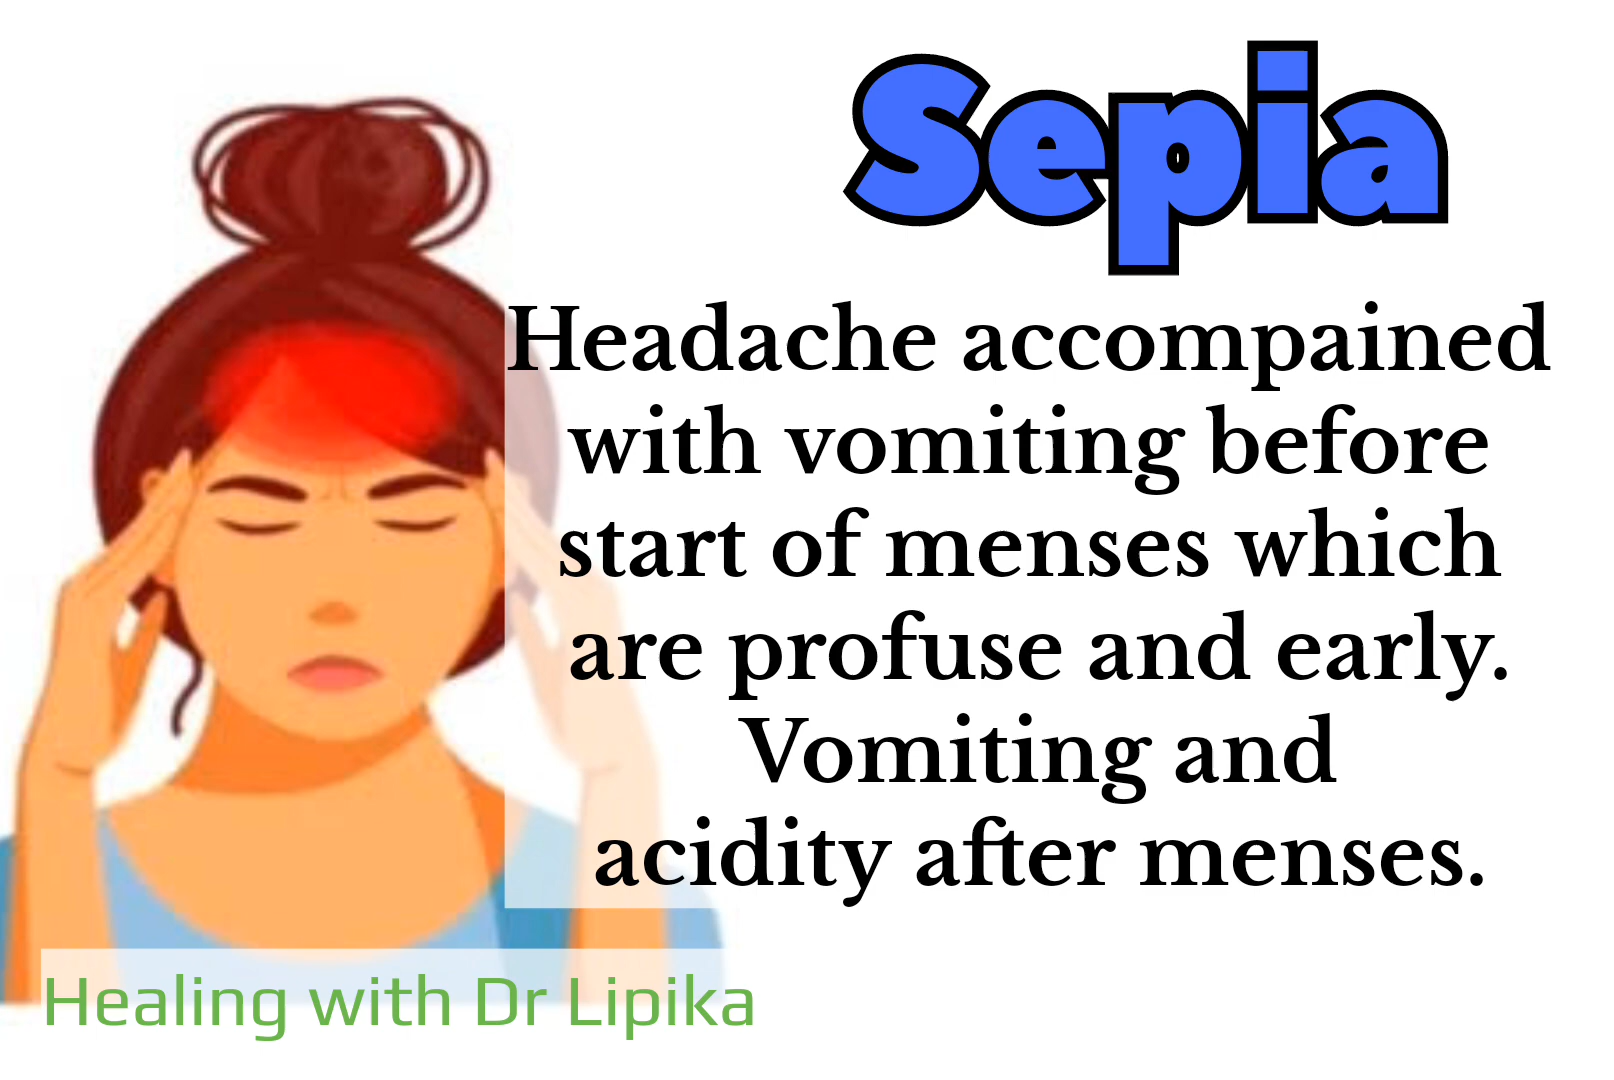 Sepia
Headache accompained
with vomiting before
start of menses which
are profuse and early.
Vomiting and
acidity after menses.
Healing with Dr Lipika